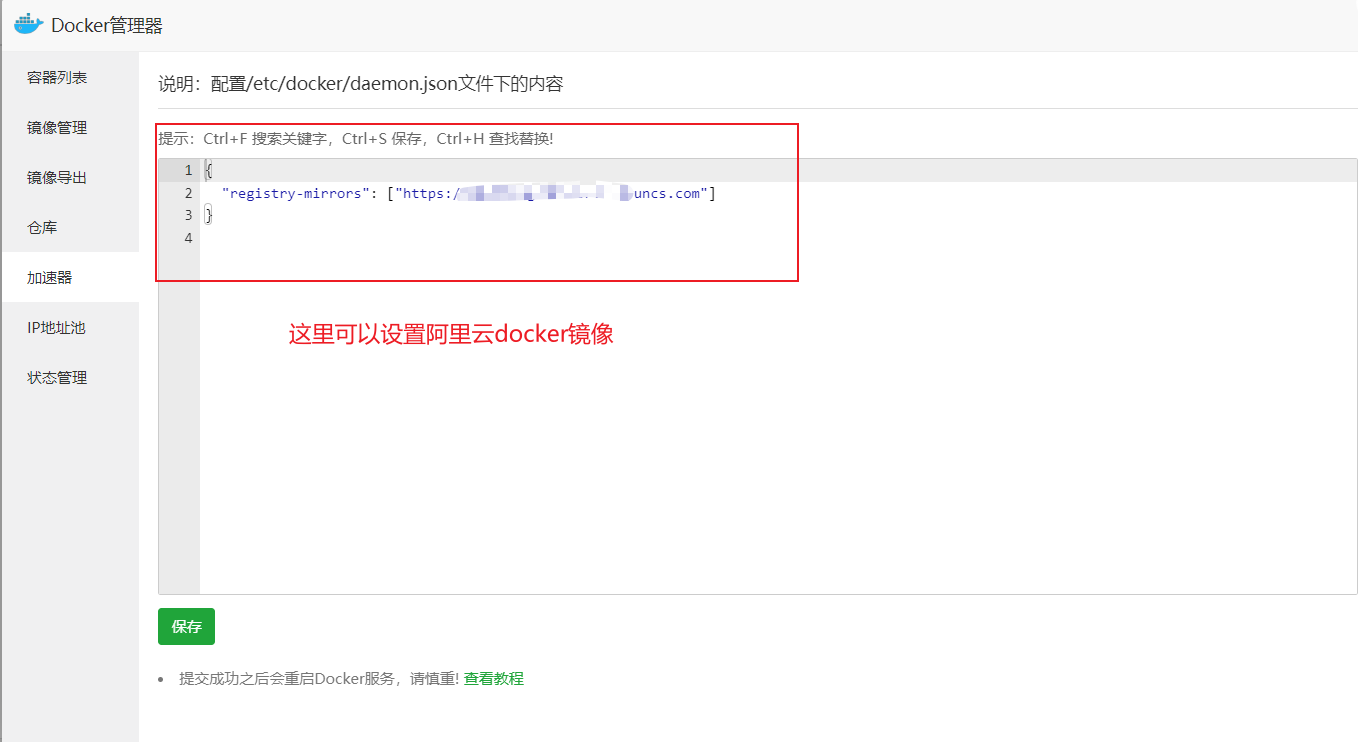 Docker管理器
容器列表
镜像管理
镜像导出
仓库
加速器
IP地址池
状态管理
说明：配置/etc/docker/daemon.json文件下的内容
提示：Ctrl+F 搜索关键字，Ctrl+S 保存，Ctrl+H 查找替换!
1 {
2 "registry-mirrors": ["https:/ uncs.com"]
3 }
4
这里可以设置阿里云docker镜像
保存
提交成功之后会重启Docker服务，请慎重! 查看教程